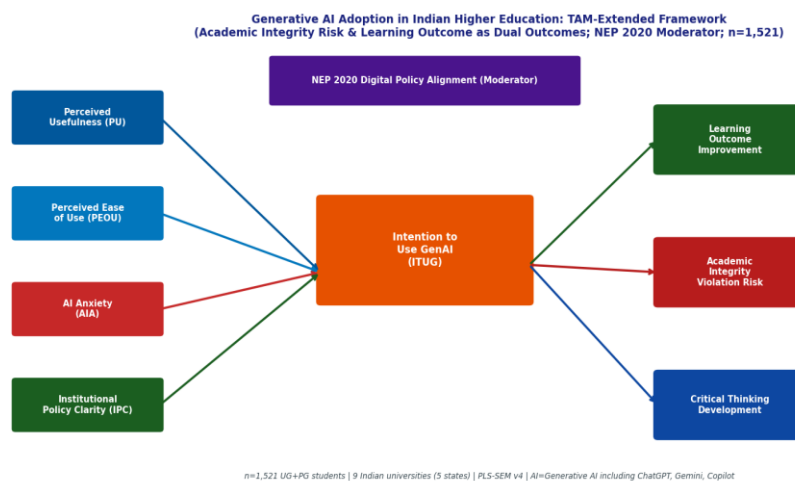 Generative AI Adoption in Indian Higher Education: TAM-Extended Framework
(Academic Integrity Risk & Learning Outcome as Dual Outcomes; NEP 2020 Moderator; n=1,521)
NEP 2020 Digital Policy Alignment (Moderator)
Perceived
Usefulness (PU)
Perceived Ease
of Use (PEOU)
AI Anxiety
(AIA)
Institutional
Policy Clarity (IPC)
Intention to
Use GenAI
(ITUG)
Learning
Outcome
Improvement
Academic
Integrity
Violation Risk
Critical Thinking
Development
n=1,521 UG+PG students | 9 Indian universities (5 states) | PLS-SEM v4 | AI=Generative AI including ChatGPT, Gemini, Copilot